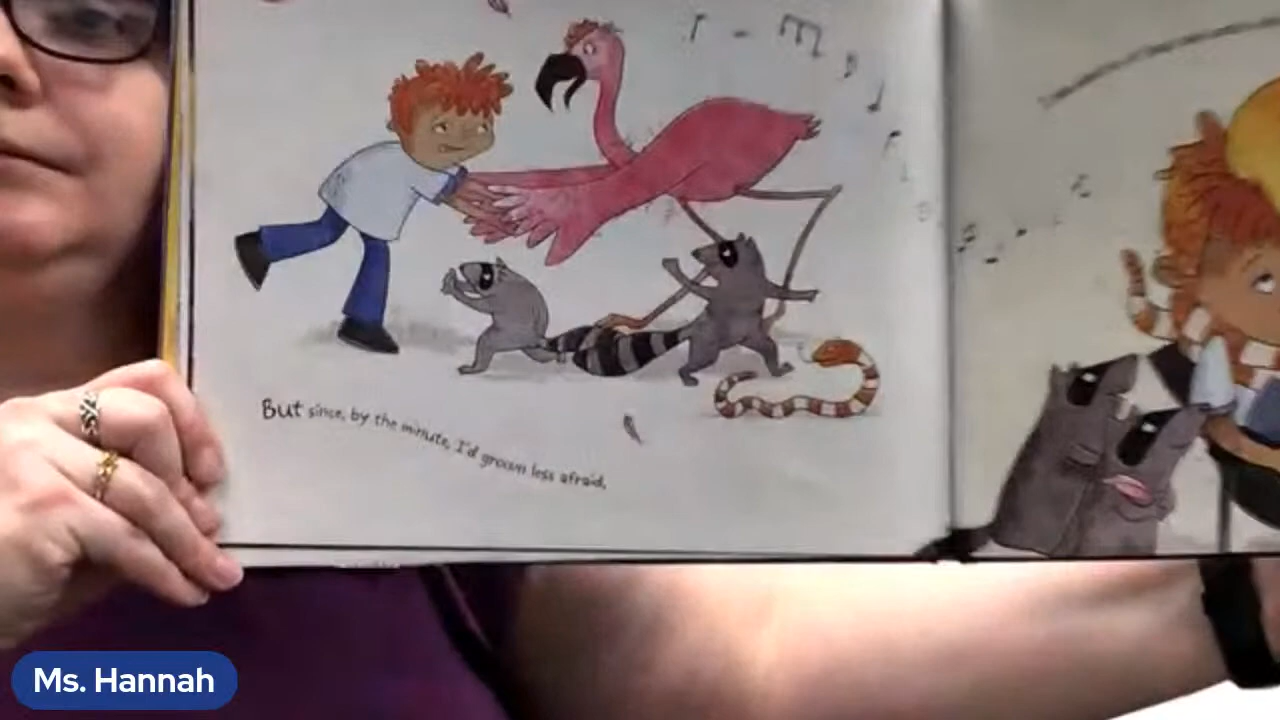 But since, by the minute, I'd grown less afraid,
Ms. Hannah